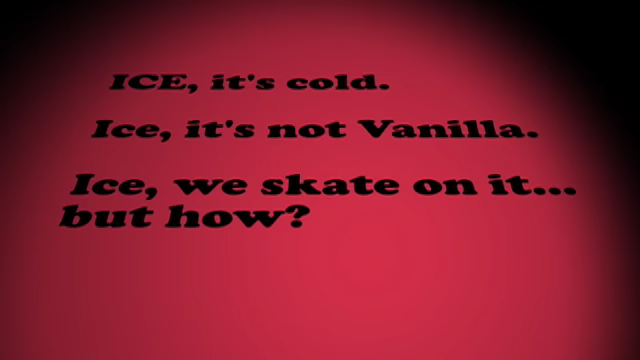 ICE, it's cold.
Ice, it's not Vanilla.
Ice, we skate on it...
but how?